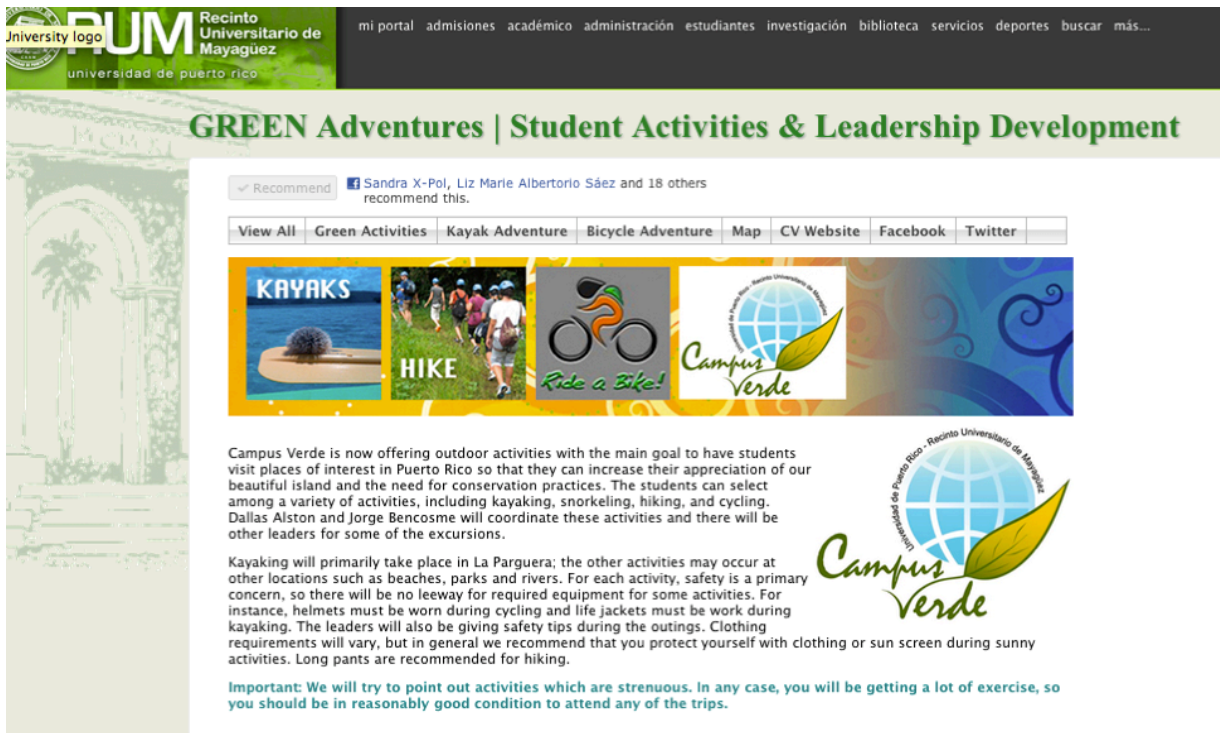 University logo
RUM
Recinto
Universitario de
Mayagüez
universidad de puerto rico
mi portal admisiones académico administración estudiantes investigación biblioteca servicios deportes buscar más...
GREEN Adventures | Student Activities & Leadership Development
Recommend
Sandra X-Pol, Liz Marie Albertorio Sáez and 18 others
recommend this.
View All Green Activities Kayak Adventure Bicycle Adventure Map CV Website Facebook Twitter
KAYAKS
HIKE
Ride a Bike!
Universidad de Puerto Rico - Recinto Universitario de Mayagüez
Campus
Verde
Campus Verde is now offering outdoor activities with the main goal to have students
visit places of interest in Puerto Rico so that they can increase their appreciation of our
beautiful island and the need for conservation practices. The students can select
among a variety of activities, including kayaking, snorkeling, hiking, and cycling.
Dallas Alston and Jorge Bencosme will coordinate these activities and there will be
other leaders for some of the excursions.
Universidad de Puerto Rico - Recinto Universitario de Mayagüez
Campus
Verde
Kayaking will primarily take place in La Parguera; the other activities may occur at
other locations such as beaches, parks and rivers. For each activity, safety is a primary
concern, so there will be no leeway for required equipment for some activities. For
instance, helmets must be worn during cycling and life jackets must be work during
kayaking. The leaders will also be giving safety tips during the outings. Clothing
requirements will vary, but in general we recommend that you protect yourself with clothing or sun screen during sunny
activities. Long pants are recommended for hiking.
Important: We will try to point out activities which are strenuous. In any case, you will be getting a lot of exercise, so
you should be in reasonably good condition to attend any of the trips.